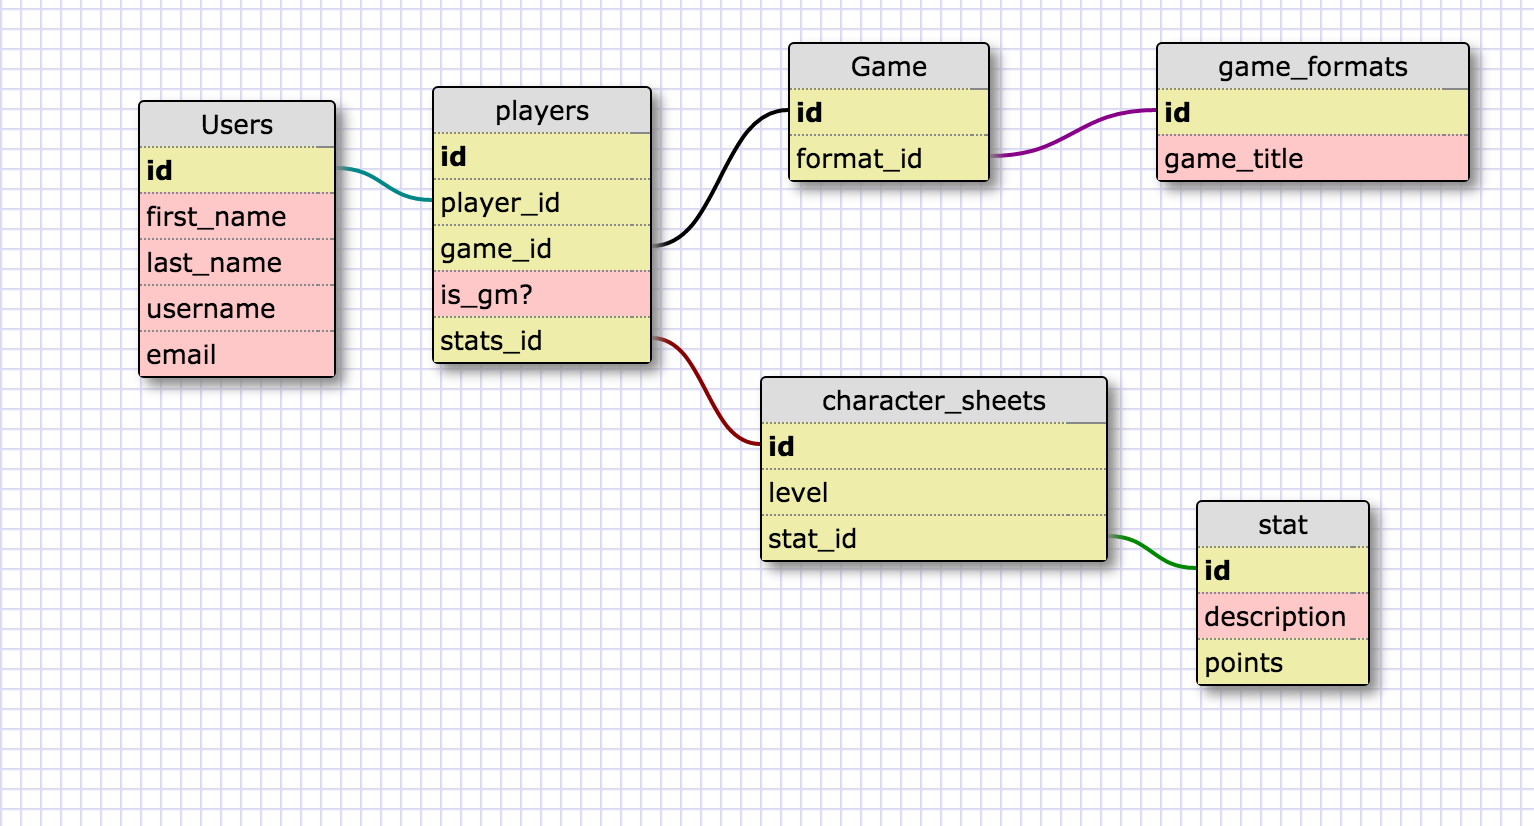 Users
id
first_name
last_name
username
email
players
id
player_id
game_id
is_gm?
stats_id
Game
id
format_id
game_formats
id
game_title
character_sheets
id
level
stat_id
stat
id
description
points